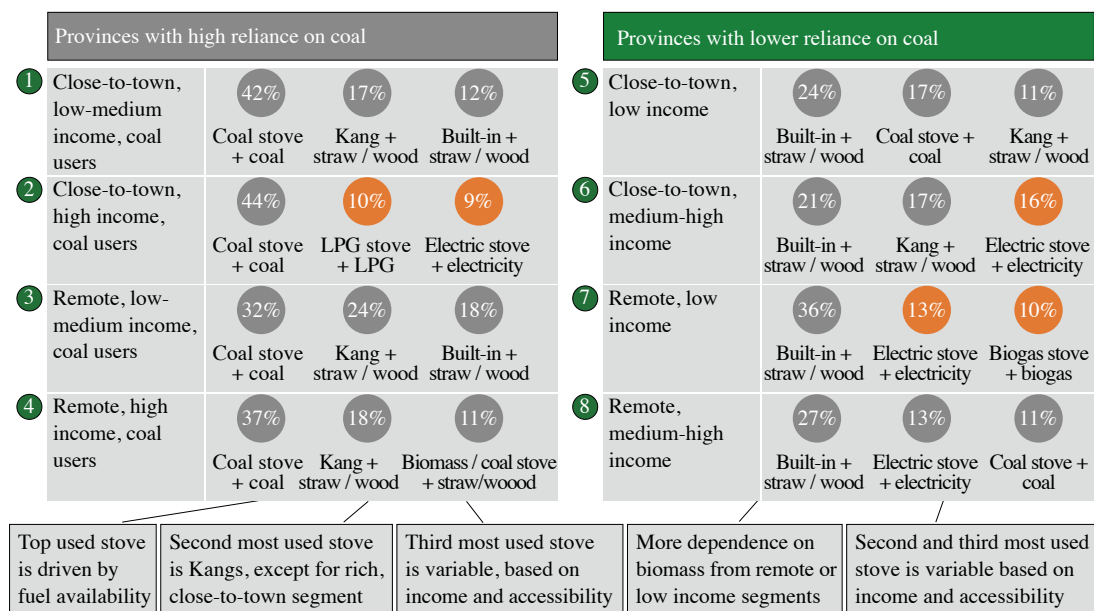 Provinces with high reliance on coal
1
Close-to-town,
low-medium
income, coal
users
42%
17%
12%
Coal stove
+ coal
Kang +
straw / wood
Built-in +
straw / wood
2
Close-to-town,
high income,
coal users
44%
10%
9%
Coal stove
+ coal
LPG stove
+ LPG
Electric stove
+ electricity
3
Remote, low-
medium income,
coal users
32%
24%
18%
Coal stove
+ coal
Kang +
straw / wood
Built-in +
straw / wood
4
Remote, high
income, coal
users
37%
18%
11%
Coal stove
+ coal
Kang +
straw / wood
Biomass / coal stove
+ straw/woood
Provinces with lower reliance on coal
5
Close-to-town,
low income
24%
17%
11%
Built-in +
straw / wood
Coal stove +
coal
Kang +
straw / wood
6
Close-to-town,
medium-high
income
21%
17%
16%
Built-in +
straw / wood
Kang +
straw / wood
Electric stove
+ electricity
7
Remote, low
income
36%
13%
10%
Built-in +
straw / wood
Electric stove
+ electricity
Biogas stove
+ biogas
8
Remote,
medium-high
income
27%
13%
11%
Built-in +
straw / wood
Electric stove
+ electricity
Coal stove +
coal
Top used stove
is driven by
fuel availability
Second most used stove
is Kangs, except for rich,
close-to-town segment
Third most used stove
is variable, based on
income and accessibility
More dependence on
biomass from remote or
low income segments
Second and third most used
stove is variable based on
income and accessibility